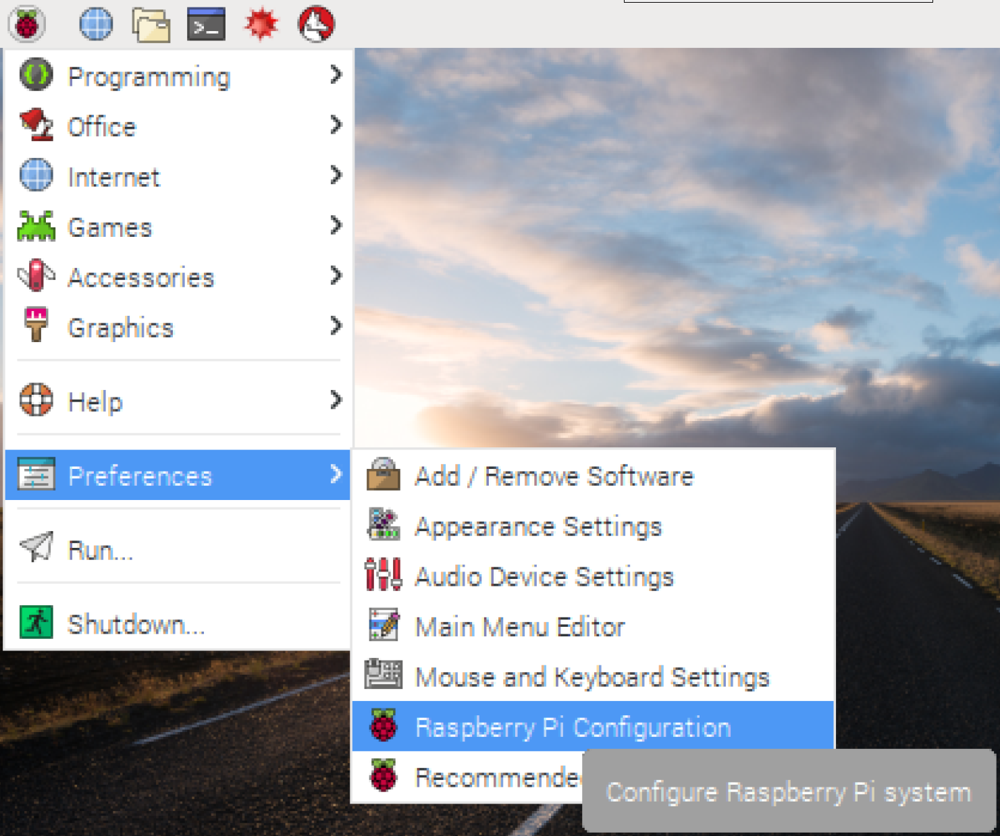 Programming
Office
Internet
Games
Accessories
Graphics
Help
Preferences
Run...
Shutdown...
Add / Remove Software
Appearance Settings
Audio Device Settings
Main Menu Editor
Mouse and Keyboard Settings
Raspberry Pi Configuration
Configure Raspberry Pi system